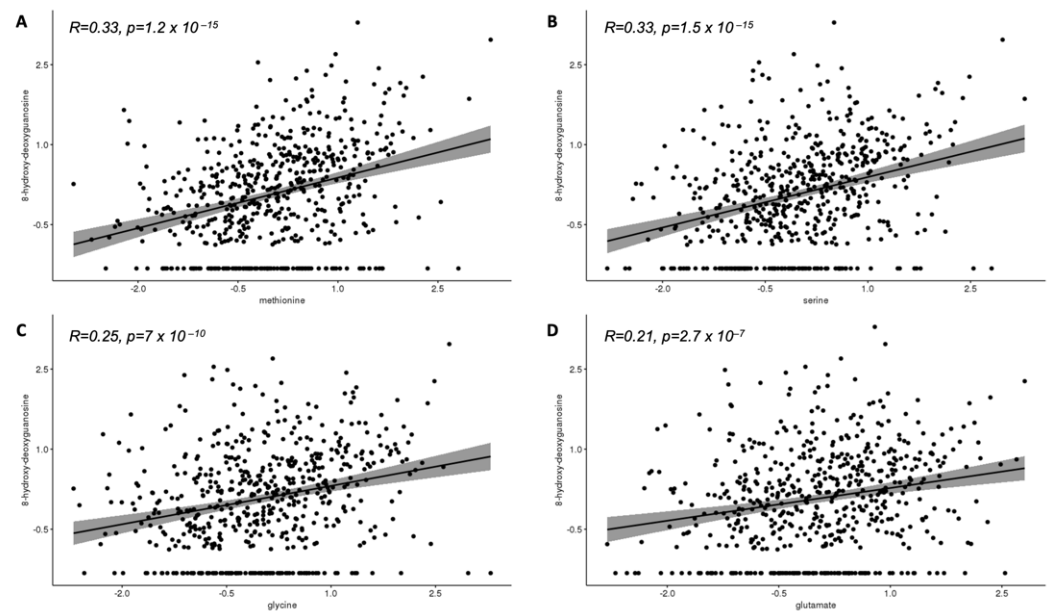 A
R=0.33, p=1.2 x 10⁻¹⁵
8-hydroxy-deoxyguanosine
2.5
1.0
-0.5
-2.0
-0.5
1.0
2.5
methionine
B
R=0.33, p=1.5 x 10⁻¹⁵
8-hydroxy-deoxyguanosine
2.5
1.0
-0.5
-2.0
-0.5
1.0
2.5
serine
C
R=0.25, p=7 x 10⁻¹⁰
8-hydroxy-deoxyguanosine
2.5
1.0
-0.5
-2.0
-0.5
1.0
2.5
glycine
D
R=0.21, p=2.7 x 10⁻⁷
8-hydroxy-deoxyguanosine
2.5
1.0
-0.5
-2.0
-0.5
1.0
2.5
glutamate